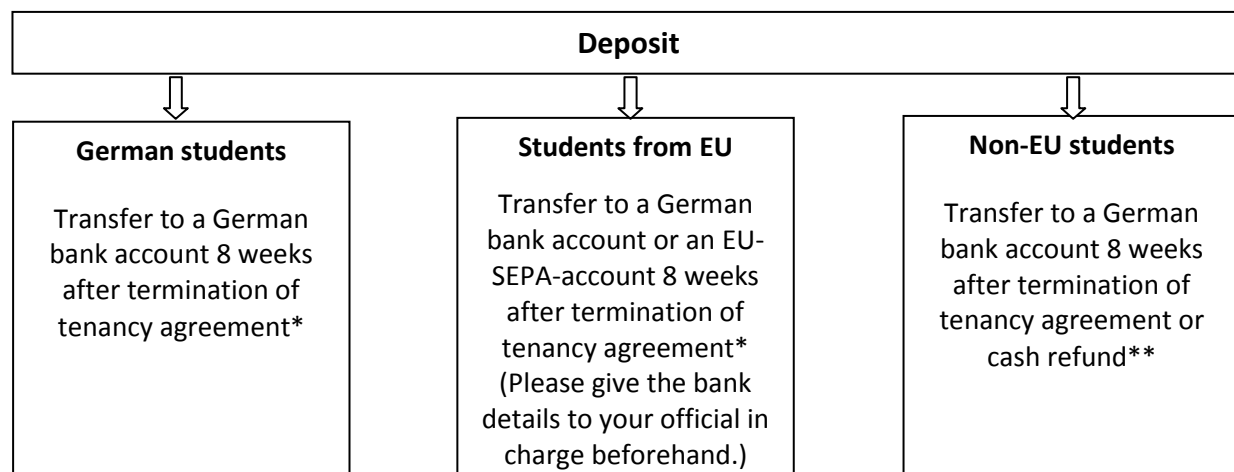 Deposit
German students
Transfer to a German
bank account 8 weeks
after termination of
tenancy agreement*
Students from EU
Transfer to a German
bank account or an EU-
SEPA-account 8 weeks
after termination of
tenancy agreement*
(Please give the bank
details to your official in
charge beforehand.)
Non-EU students
Transfer to a German
bank account 8 weeks
after termination of
tenancy agreement or
cash refund**